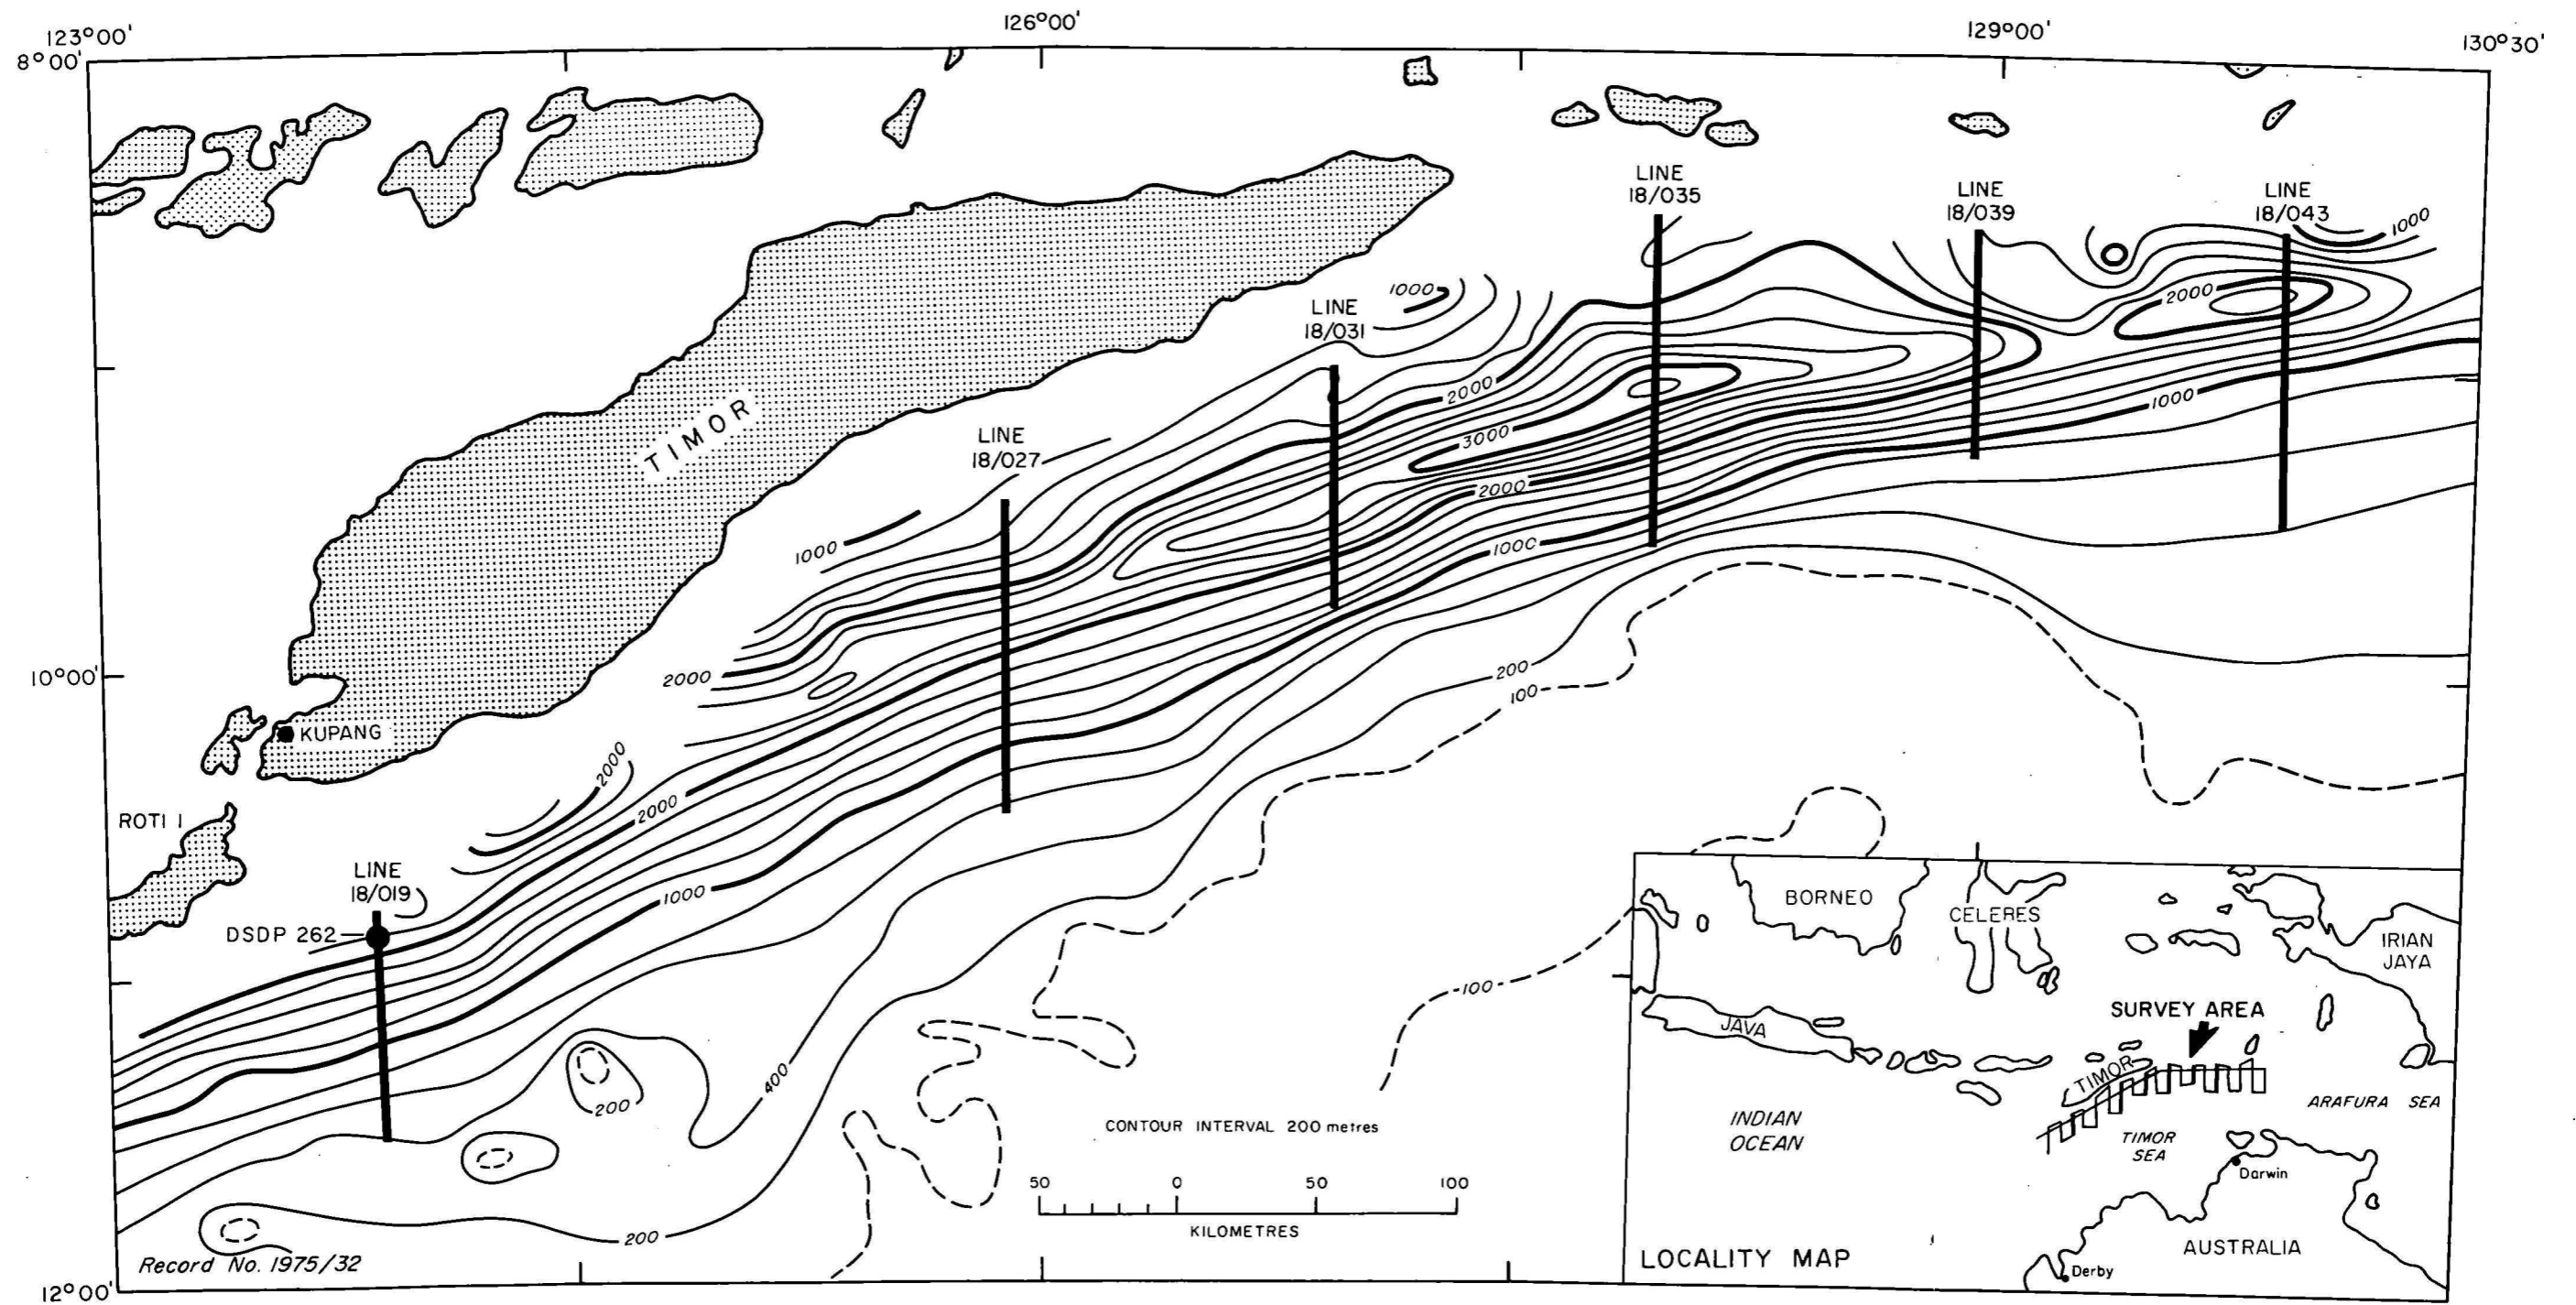 123°00'
126°00'
129°00'
130°30'
8°00'
LINE
18/035
LINE
18/039
LINE
18/043
1000
1000
2000
LINE
18/031
2000
1000
TIMOR
3000
LINE
18/027
2000
1000
1000
10°00'
2000
200
100
KUPANG
2000
2000
ROTI I
LINE
18/019
1000
DSDP 262
100
400
200
CONTOUR INTERVAL 200 metres
50 0 50 100
KILOMETRES
200
Record No. 1975/32
12°00'
BORNEO
CELERES
IRIAN
JAYA
SURVEY AREA
JAVA
TIMOR
ARAFURA SEA
INDIAN
OCEAN
TIMOR
SEA
Darwin
AUSTRALIA
LOCALITY MAP
Derby